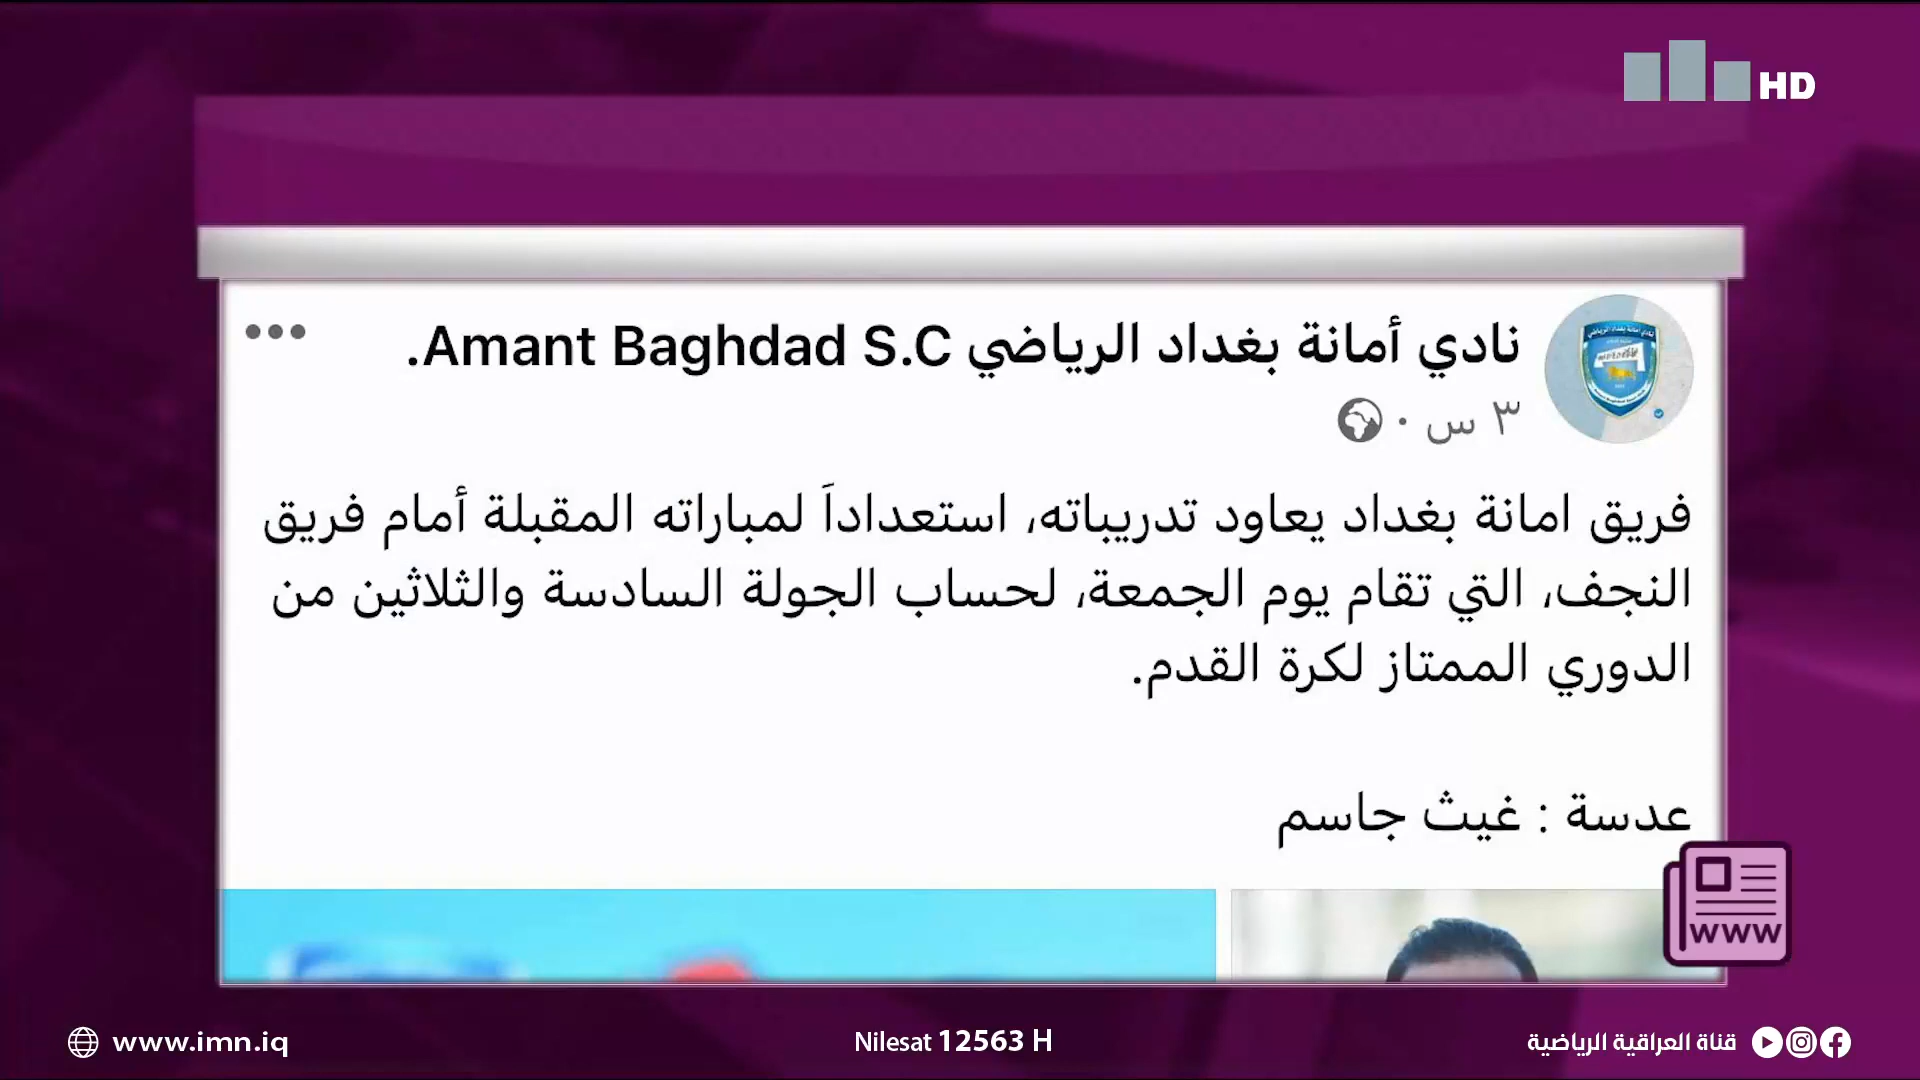 HD
نادي أمانة بغداد الرياضي Amant Baghdad S.C.
٣ س ·
فريق امانة بغداد يعاود تدريباته، استعداداَ لمباراته المقبلة أمام فريق
النجف، التي تقام يوم الجمعة، لحساب الجولة السادسة والثلاثين من
الدوري الممتاز لكرة القدم.
عدسة : غيث جاسم
www
www.imn.iq
Nilesat 12563 H
قناة العراقية الرياضية